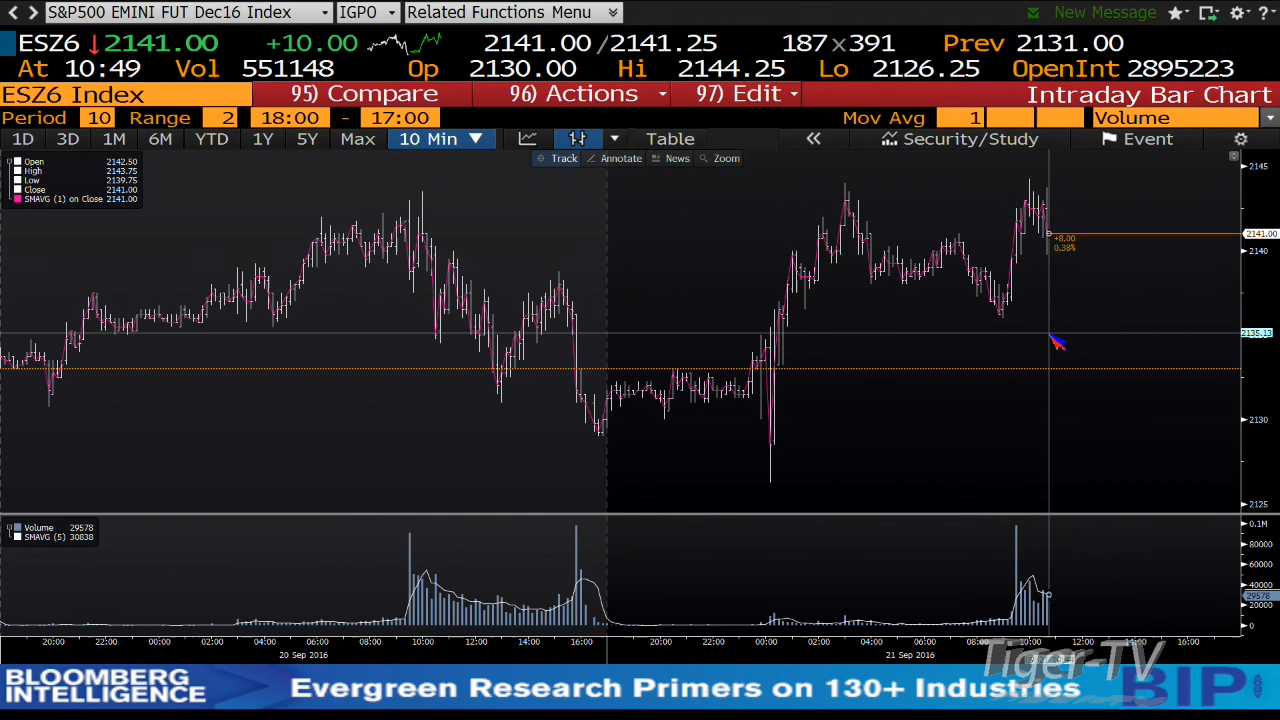 S&P500 EMINI FUT Dec16 Index IGPO Related Functions Menu New Message
ESZ6 ↓2141.00 +10.00 2141.00/2141.25 187x391 Prev 2131.00
At 10:49 Vol 551148 Op 2130.00 Hi 2144.25 Lo 2126.25 OpenInt 2895223
ESZ6 Index 95) Compare 96) Actions 97) Edit Intraday Bar Chart
Period 10 Range 2 18:00 - 17:00 Mov Avg 1 Volume
1D 3D 1M 6M YTD 1Y 5Y Max 10 Min ▼ Table « Security/Study Event
Track Annotate News Zoom
Open 2142.50
High 2143.75
Low 2139.75
Close 2141.00
SMAVG (1) on Close 2141.00
2145
2141.00
+8.00
0.38%
2140
2135.13
2130
2125
Volume 29578
SMAVG (5) 30838
0.1M
80000
60000
40000
29578
20000
0
20:00 22:00 00:00 02:00 04:00 06:00 08:00 10:00 12:00 14:00 16:00 20:00 22:00 00:00 02:00 04:00 06:00 08:00 10:00 12:00 14:00 16:00
20 Sep 2016 21 Sep 2016
Tiger-TV
BLOOMBERG
INTELLIGENCE
Evergreen Research Primers on 130+ Industries
BIP